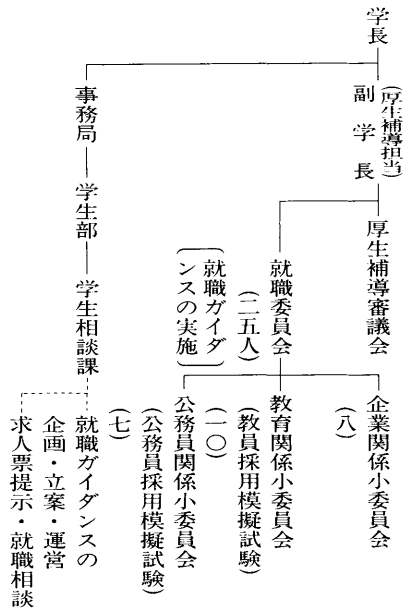 学長
（厚生補導担当）
副学長
厚生補導審議会
就職委員会
（二五人）
（就職ガイダ
ンスの実施）
企業関係小委員会
（八）
教育関係小委員会
（教員採用模擬試験）
（一〇）
公務員関係小委員会
（公務員採用模擬試験）
（七）
事務局
学生部
学生相談課
就職ガイダンスの
企画・立案・運営
求人票提示・就職相談